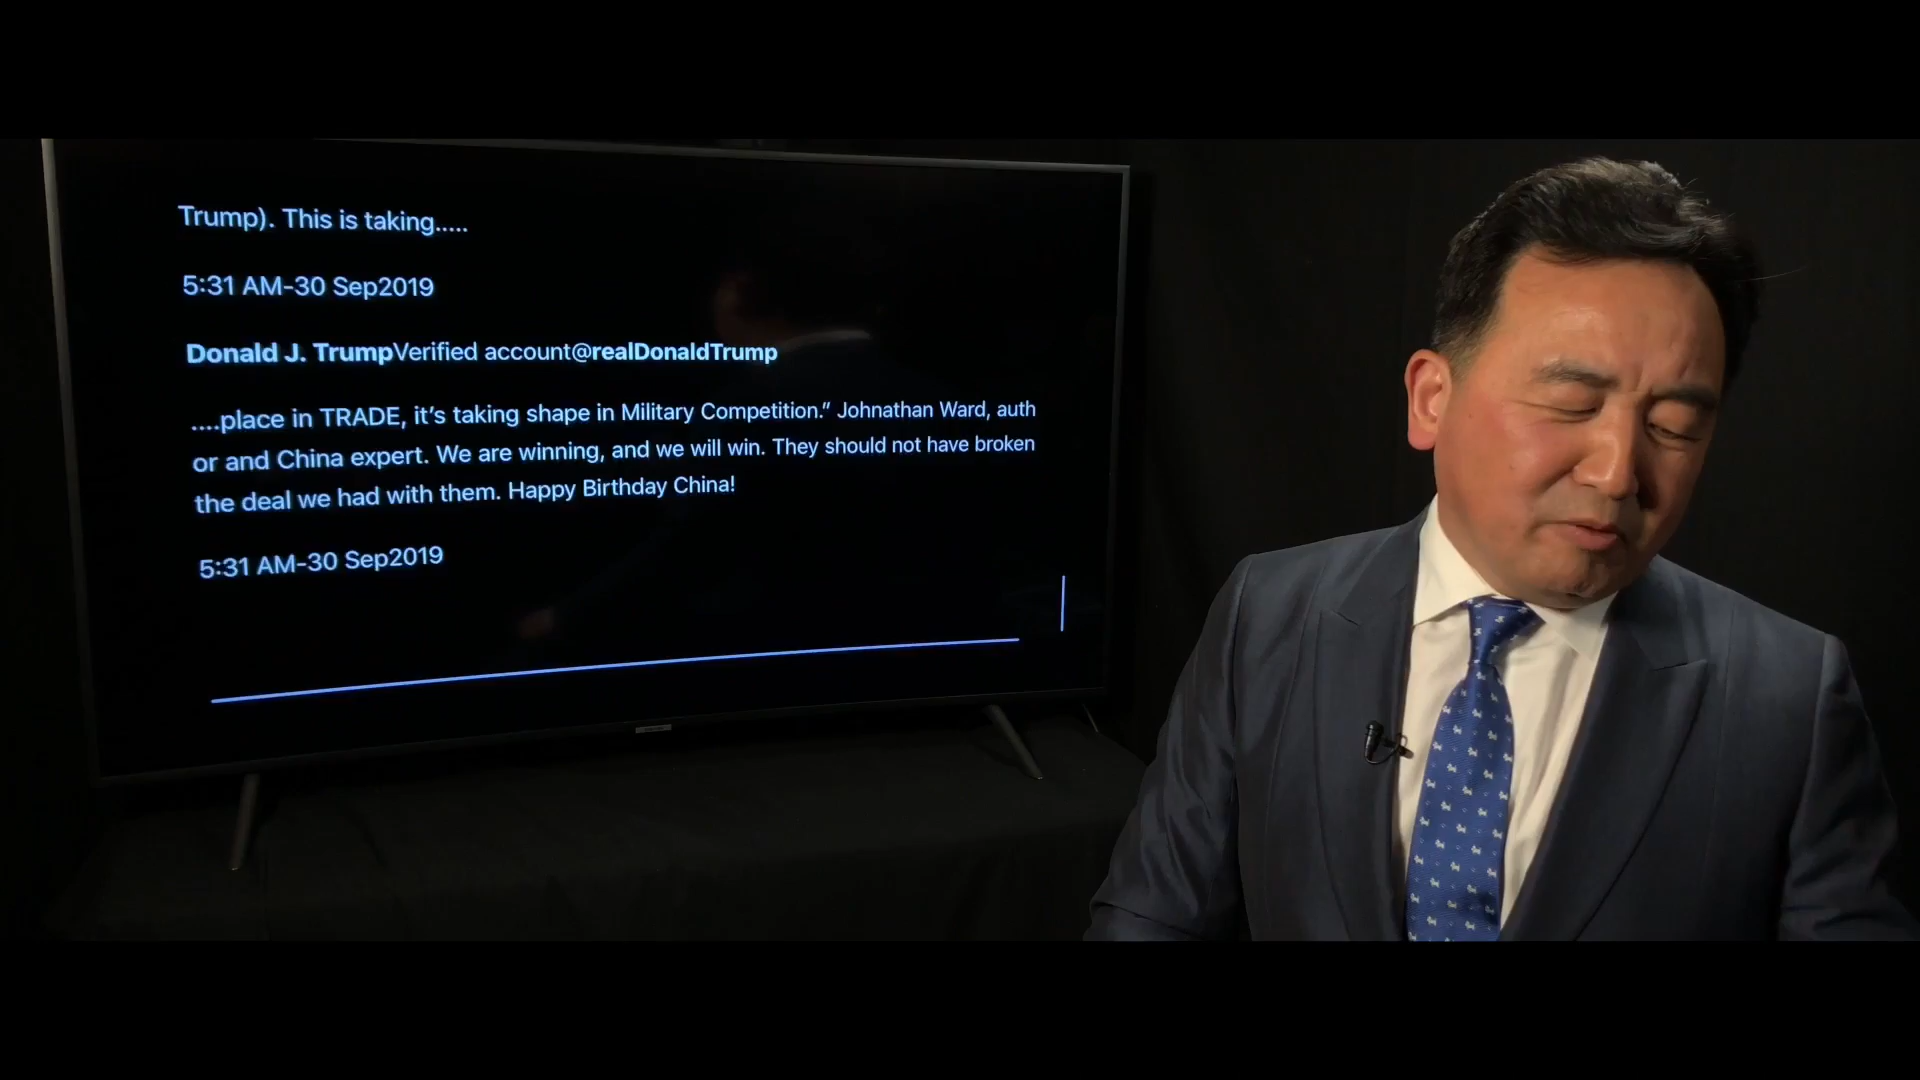 Trump). This is taking.....
5:31 AM-30 Sep2019
Donald J. TrumpVerified account@realDonaldTrump
....place in TRADE, it’s taking shape in Military Competition.” Johnathan Ward, auth
or and China expert. We are winning, and we will win. They should not have broken
the deal we had with them. Happy Birthday China!
5:31 AM-30 Sep2019